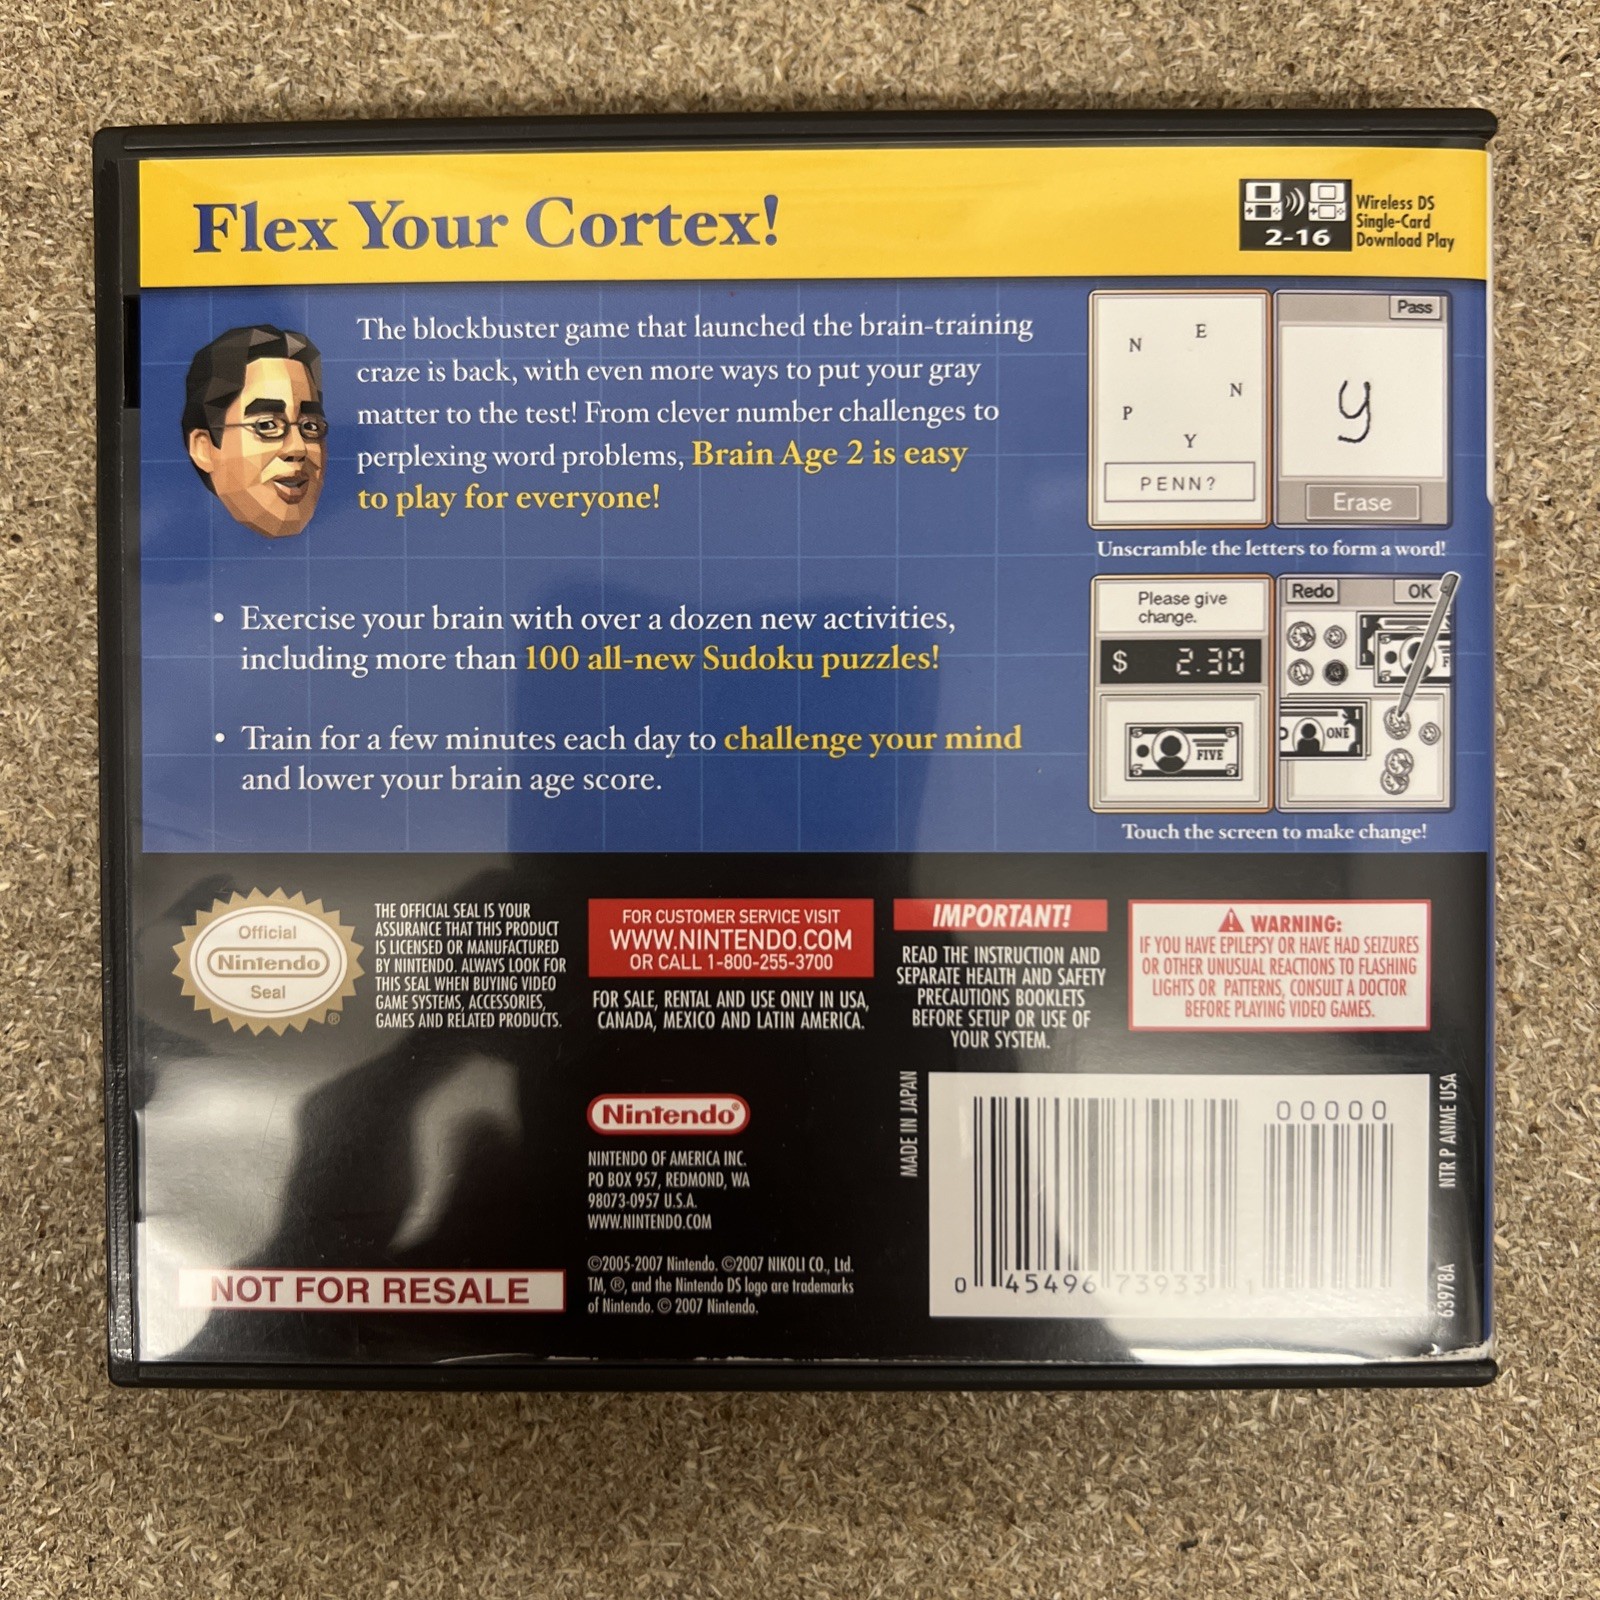 Flex Your Cortex!
2-16
Wireless DS
Single-Card
Download Play
The blockbuster game that launched the brain-training
craze is back, with even more ways to put your gray
matter to the test! From clever number challenges to
perplexing word problems, Brain Age 2 is easy
to play for everyone!
• Exercise your brain with over a dozen new activities,
including more than 100 all-new Sudoku puzzles!
• Train for a few minutes each day to challenge your mind
and lower your brain age score.
N E
N
P
Y
PENN?
Pass
y
Erase
Unscramble the letters to form a word!
Please give
change.
$ 2.30
FIVE
Redo
OK
ONE
Touch the screen to make change!
Official
Nintendo
Seal
®
THE OFFICIAL SEAL IS YOUR
ASSURANCE THAT THIS PRODUCT
IS LICENSED OR MANUFACTURED
BY NINTENDO. ALWAYS LOOK FOR
THIS SEAL WHEN BUYING VIDEO
GAME SYSTEMS, ACCESSORIES,
GAMES AND RELATED PRODUCTS.
FOR CUSTOMER SERVICE VISIT
WWW.NINTENDO.COM
OR CALL 1-800-255-3700
FOR SALE, RENTAL AND USE ONLY IN USA,
CANADA, MEXICO AND LATIN AMERICA.
IMPORTANT!
READ THE INSTRUCTION AND
SEPARATE HEALTH AND SAFETY
PRECAUTIONS BOOKLETS
BEFORE SETUP OR USE OF
YOUR SYSTEM.
WARNING:
IF YOU HAVE EPILEPSY OR HAVE HAD SEIZURES
OR OTHER UNUSUAL REACTIONS TO FLASHING
LIGHTS OR PATTERNS, CONSULT A DOCTOR
BEFORE PLAYING VIDEO GAMES.
Nintendo®
NINTENDO OF AMERICA INC.
PO BOX 957, REDMOND, WA
98073-0957 U.S.A.
WWW.NINTENDO.COM
©2005-2007 Nintendo. ©2007 NIKOLI CO., Ltd.
TM, ®, and the Nintendo DS logo are trademarks
of Nintendo. © 2007 Nintendo.
NOT FOR RESALE
MADE IN JAPAN
00000
0 45496 73933 1
NTR P ANME USA
63978A